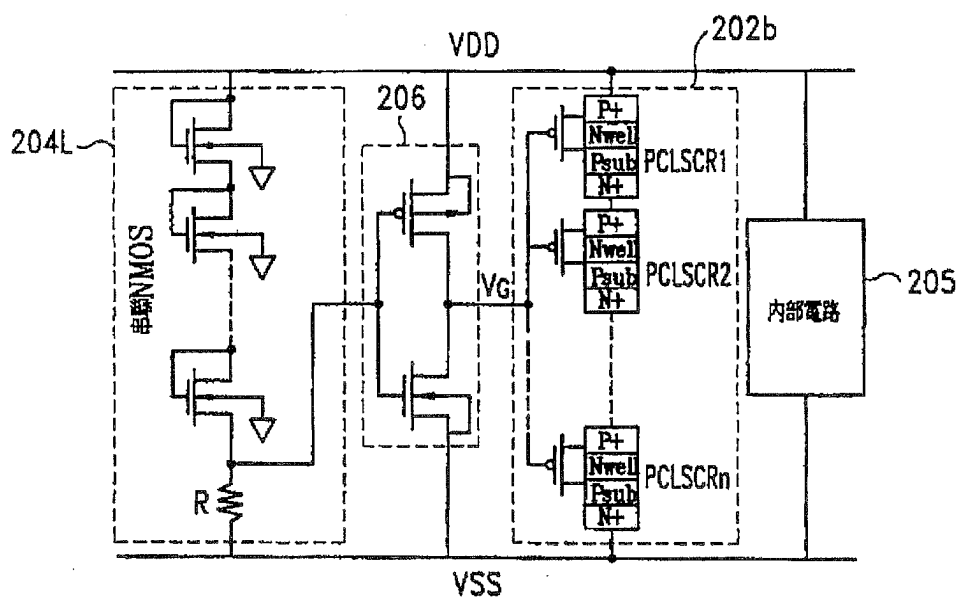 VDD
202b
204L
206
P+
Nwell
Psub
N+
PCLSCR1
P+
Nwell
Psub
N+
PCLSCR2
串聯NMOS
VG
內部電路
205
P+
Nwell
Psub
N+
PCLSCRn
R
VSS